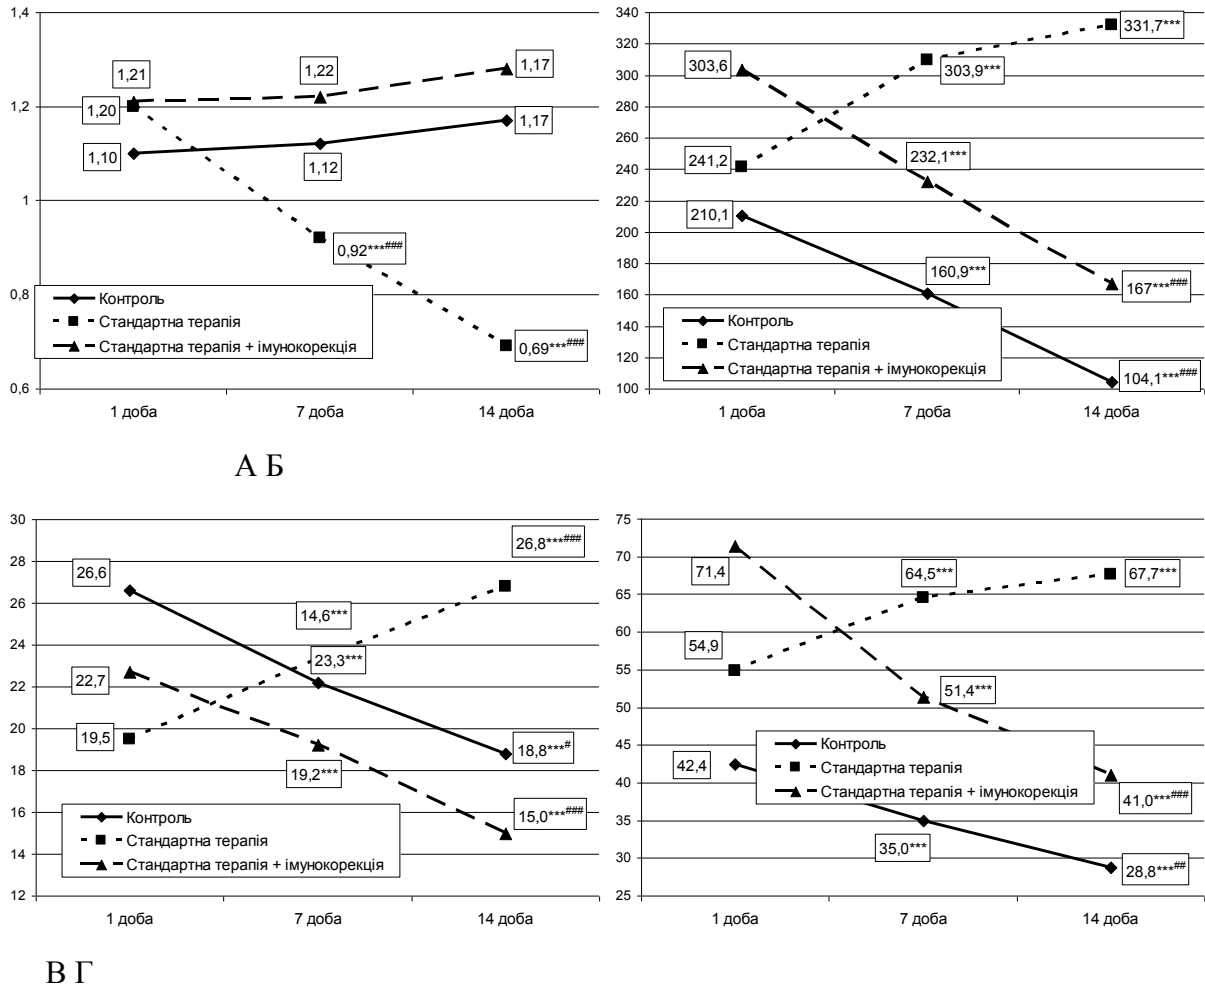 1,4
1,2
1
0,8
0,6
1,21
1,20
1,10
1,22
1,12
0,92***###
1,17
1,17
0,69***###
Контроль
Стандартна терапія
Стандартна терапія + імунокорекція
1 доба
7 доба
14 доба
340
320
300
280
260
240
220
200
180
160
140
120
100
303,6
241,2
210,1
303,9***
232,1***
160,9***
331,7***
167***###
104,1***###
Контроль
Стандартна терапія
Стандартна терапія + імунокорекція
1 доба
7 доба
14 доба
А Б
30
28
26
24
22
20
18
16
14
12
26,6
22,7
19,5
14,6***
23,3***
19,2***
26,8***###
18,8***#
15,0***###
Контроль
Стандартна терапія
Стандартна терапія + імунокорекція
1 доба
7 доба
14 доба
75
70
65
60
55
50
45
40
35
30
25
71,4
54,9
42,4
64,5***
51,4***
35,0***
67,7***
41,0***###
28,8***##
Контроль
Стандартна терапія
Стандартна терапія + імунокорекція
1 доба
7 доба
14 доба
В Г